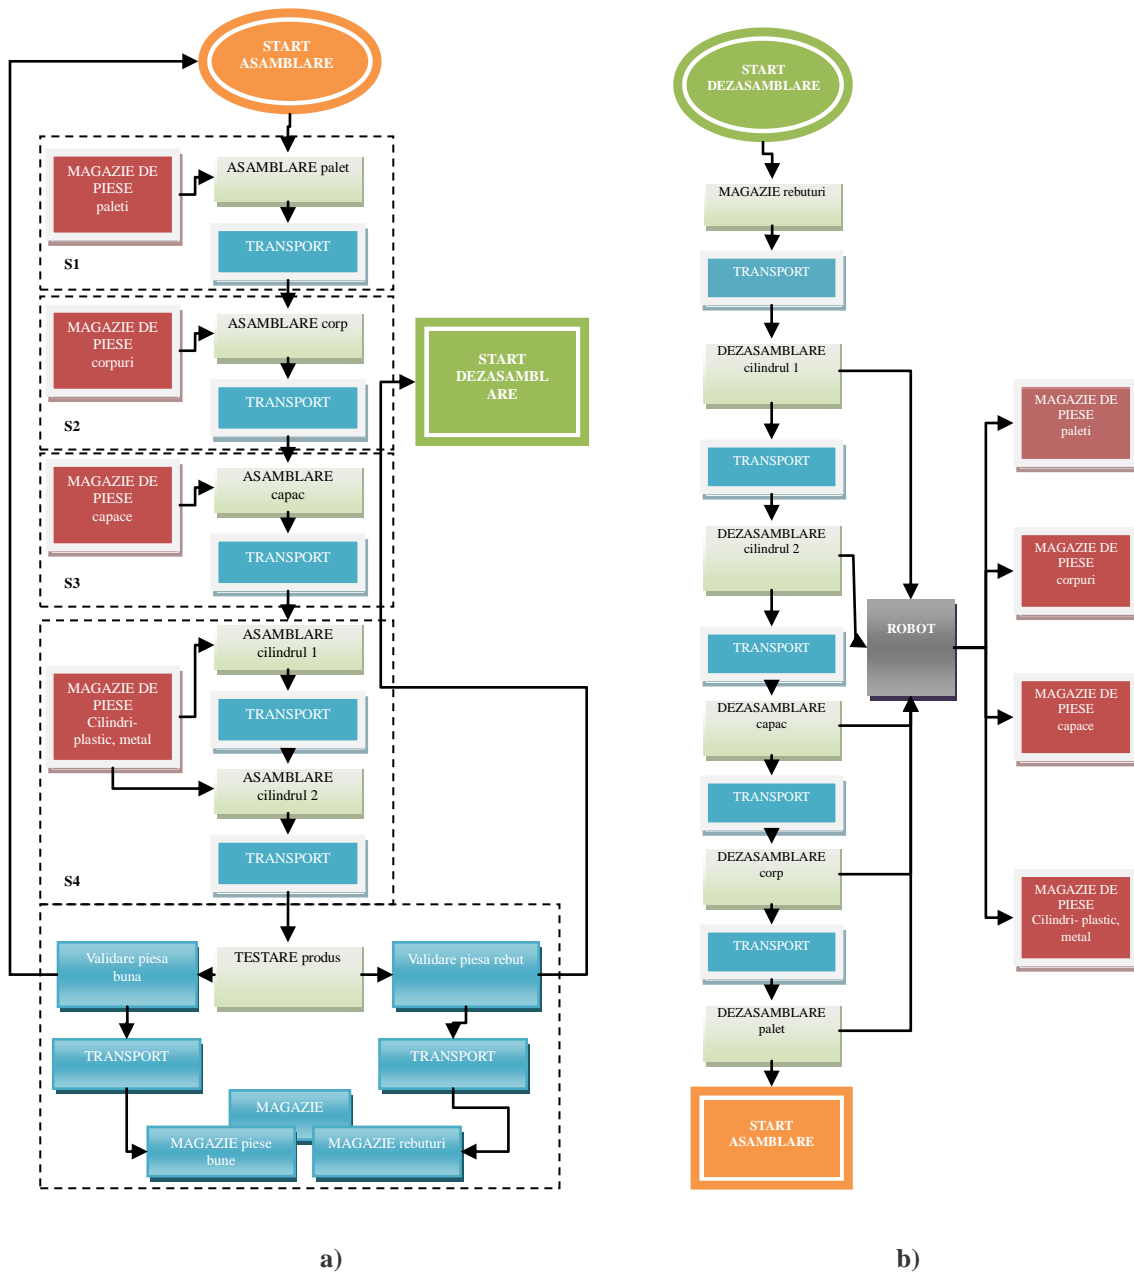 START
ASAMBLARE
MAGAZIE DE
PIESE
paleti
ASAMBLARE palet
TRANSPORT
S1
MAGAZIE DE
PIESE
corpuri
ASAMBLARE corp
TRANSPORT
S2
START
DEZASAMBL
ARE
MAGAZIE DE
PIESE
capace
ASAMBLARE
capac
TRANSPORT
S3
ASAMBLARE
cilindrul 1
MAGAZIE DE
PIESE
Cilindri-
plastic, metal
TRANSPORT
ASAMBLARE
cilindrul 2
TRANSPORT
S4
Validare piesa
buna
TESTARE produs
Validare piesa rebut
TRANSPORT
TRANSPORT
MAGAZIE
MAGAZIE piese
bune
MAGAZIE rebuturi
a)
START
DEZASAMBLARE
MAGAZIE rebuturi
TRANSPORT
DEZASAMBLARE
cilindrul 1
TRANSPORT
DEZASAMBLARE
cilindrul 2
TRANSPORT
DEZASAMBLARE
capac
TRANSPORT
DEZASAMBLARE
corp
TRANSPORT
DEZASAMBLARE
palet
START
ASAMBLARE
ROBOT
MAGAZIE DE
PIESE
paleti
MAGAZIE DE
PIESE
corpuri
MAGAZIE DE
PIESE
capace
MAGAZIE DE
PIESE
Cilindri- plastic,
metal
b)